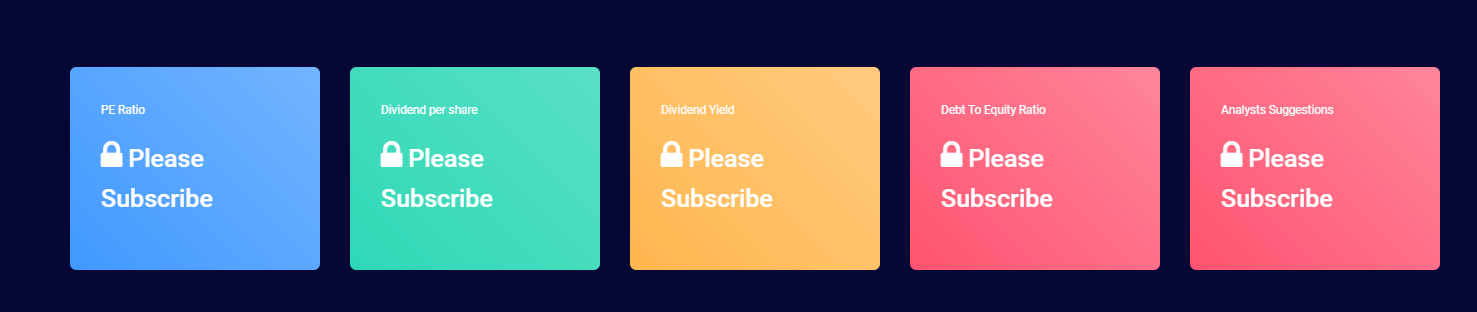 PE Ratio
Please
Subscribe
Dividend per share
Please
Subscribe
Dividend Yield
Please
Subscribe
Debt To Equity Ratio
Please
Subscribe
Analysts Suggestions
Please
Subscribe